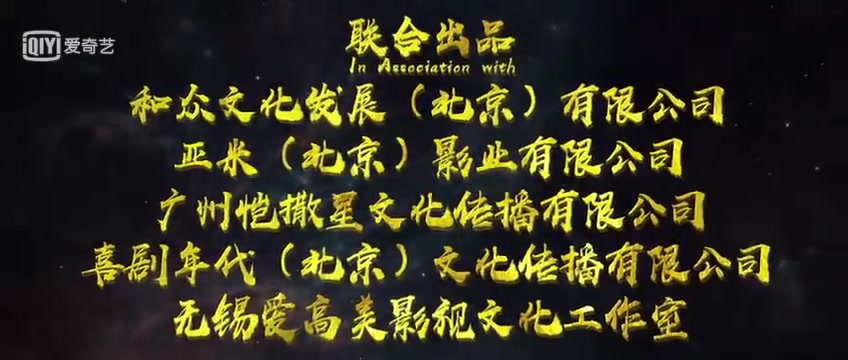 iQIYI 爱奇艺
联合出品
In Association with
和众文化发展（北京）有限公司
亚米（北京）影业有限公司
广州恺撒星文化传播有限公司
喜剧年代（北京）文化传播有限公司
无锡爱高美影视文化工作室